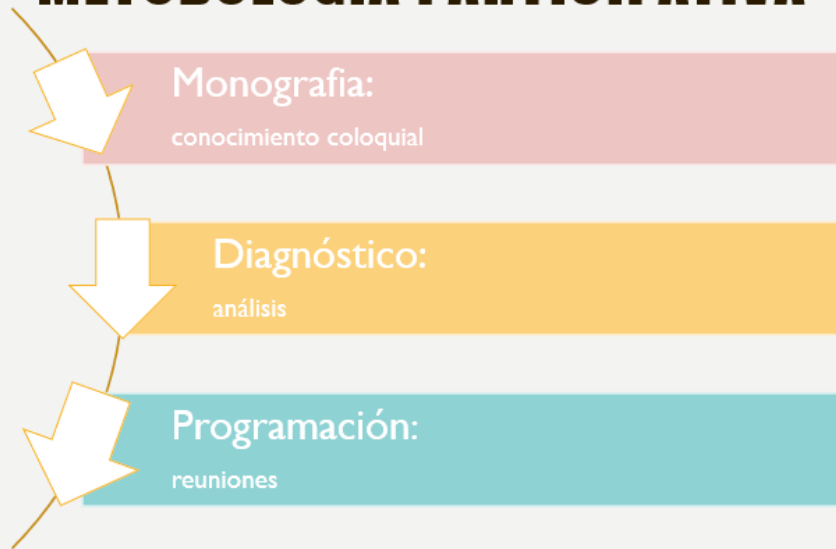 Monografia:
conocimiento coloquial
Diagnóstico:
análisis
Programación:
reuniones